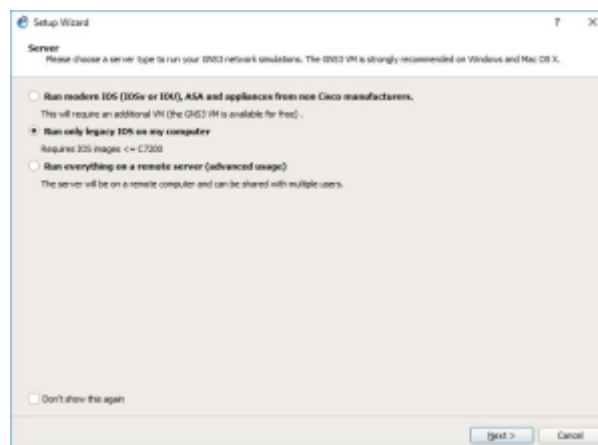 Setup Wizard
? X
Server
Please choose a server type to run your GNS3 network simulations. The GNS3 VM is strongly recommended on Windows and Mac OS X.
Run modern IOS (IOSv or IOU), ASA and appliances from non Cisco manufacturers.
This will require an additional VM (the GNS3 VM is available for free) .
Run only legacy IOS on my computer
Requires IOS images <= C7200
Run everything on a remote server (advanced usage)
The server will be on a remote computer and can be shared with multiple users.
Don't show this again
Next > Cancel